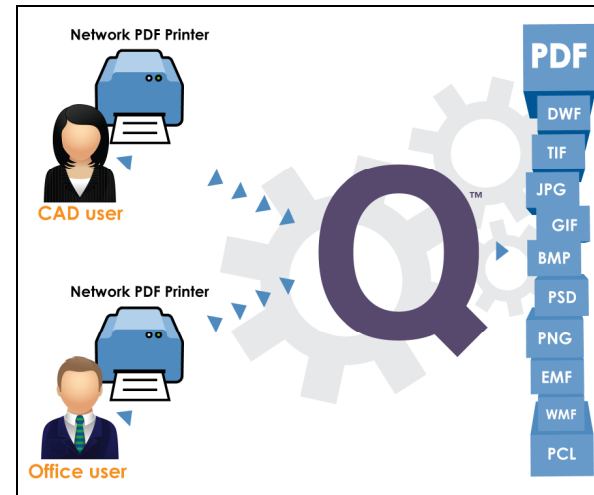 Network PDF Printer
CAD user
Network PDF Printer
Office user
Q™
PDF
DWF
TIF
JPG
GIF
BMP
PSD
PNG
EMF
WMF
PCL